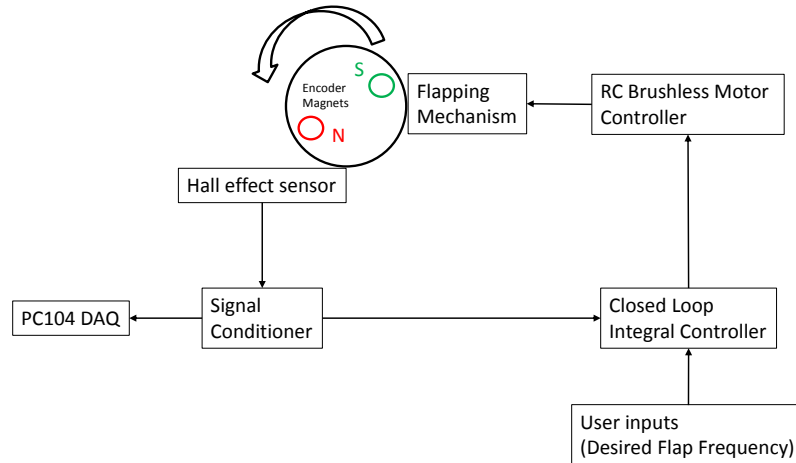 S
Encoder
Magnets
N
Flapping
Mechanism
RC Brushless Motor
Controller
Hall effect sensor
PC104 DAQ
Signal
Conditioner
Closed Loop
Integral Controller
User inputs
(Desired Flap Frequency)